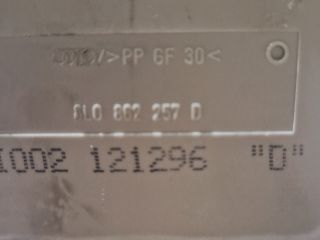 />PP GF 30<
8L0 862 257 D
1002 121296 "D"